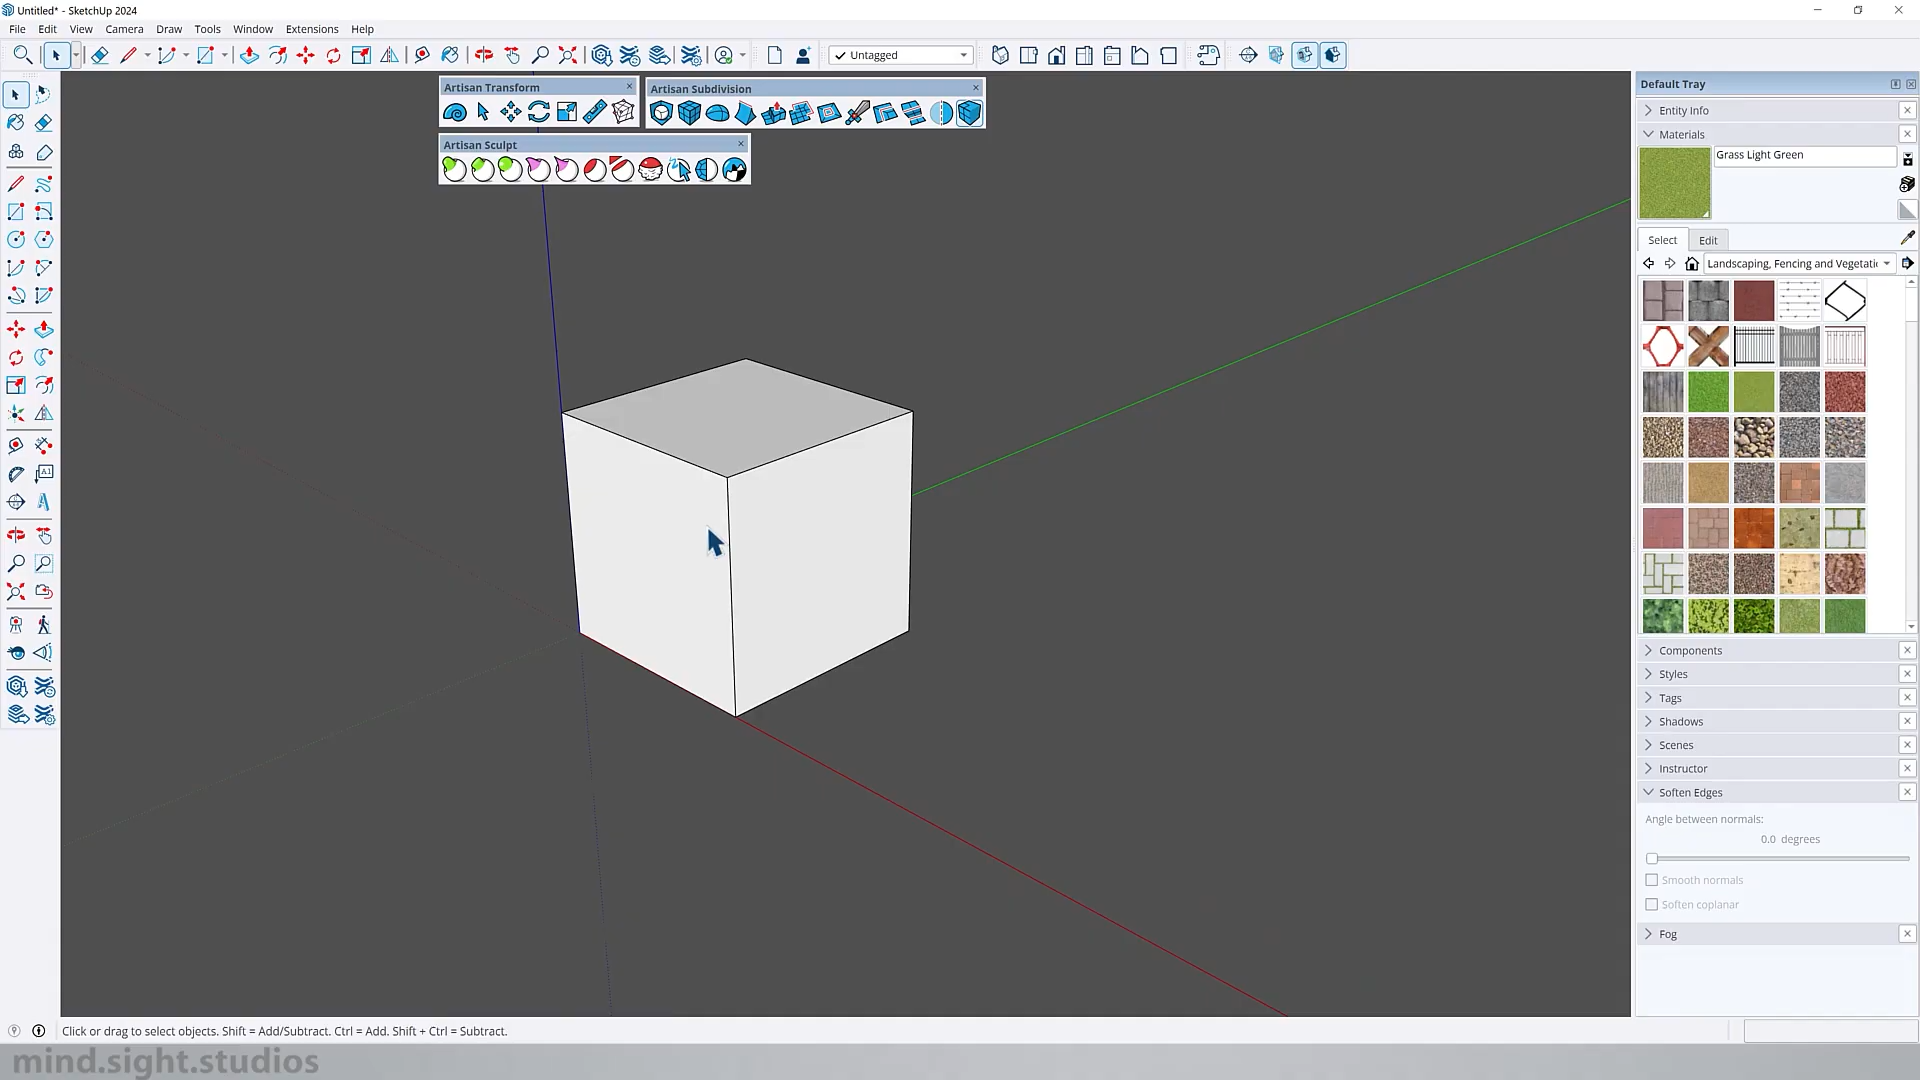 Untitled* - SketchUp 2024
File Edit View Camera Draw Tools Window Extensions Help
Untagged
Artisan Transform
Artisan Subdivision
Artisan Sculpt
Default Tray
Entity Info
Materials
Grass Light Green
Select Edit
Landscaping, Fencing and Vegetati
Components
Styles
Tags
Shadows
Scenes
Instructor
Soften Edges
Angle between normals:
0.0 degrees
Smooth normals
Soften coplanar
Fog
Click or drag to select objects. Shift = Add/Subtract. Ctrl = Add. Shift + Ctrl = Subtract.
mind.sight.studios